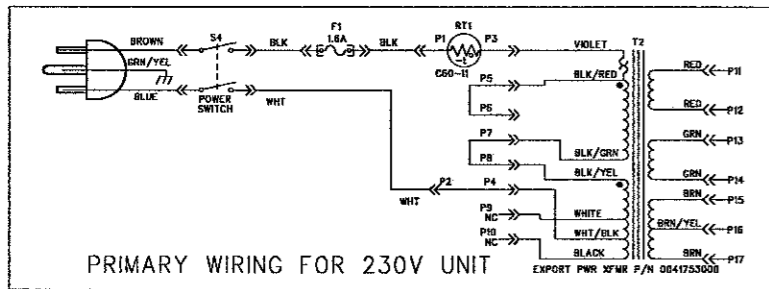 BROWN
S4
BLK
F1
1.6A
BLK
P1
RT1
-t
C60-11
P3
VIOLET
T2
GRN/YEL
BLUE
POWER
SWITCH
WHT
P5
BLK/RED
P6
P7
BLK/GRN
P8
BLK/YEL
WHT
P2
P4
P9
NC
WHITE
P10
NC
WHT/BLK
BLACK
RED
P11
RED
P12
GRN
P13
GRN
P14
BRN
P15
BRN/YEL
P16
BRN
P17
PRIMARY WIRING FOR 230V UNIT
EXPORT PWR XFMR P/N 0041753000